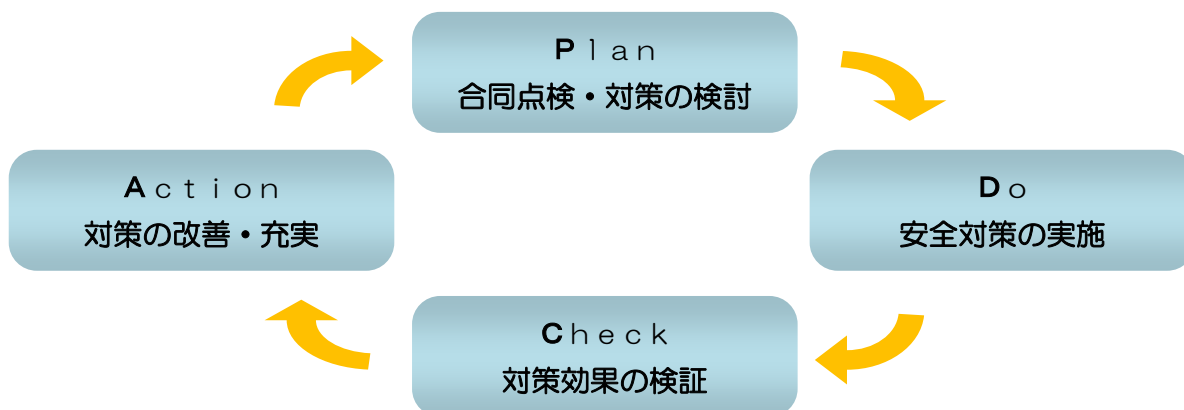 Ｐｌａｎ
合同点検・対策の検討
Ｄｏ
安全対策の実施
Ｃｈｅｃｋ
対策効果の検証
Ａｃｔｉｏｎ
対策の改善・充実